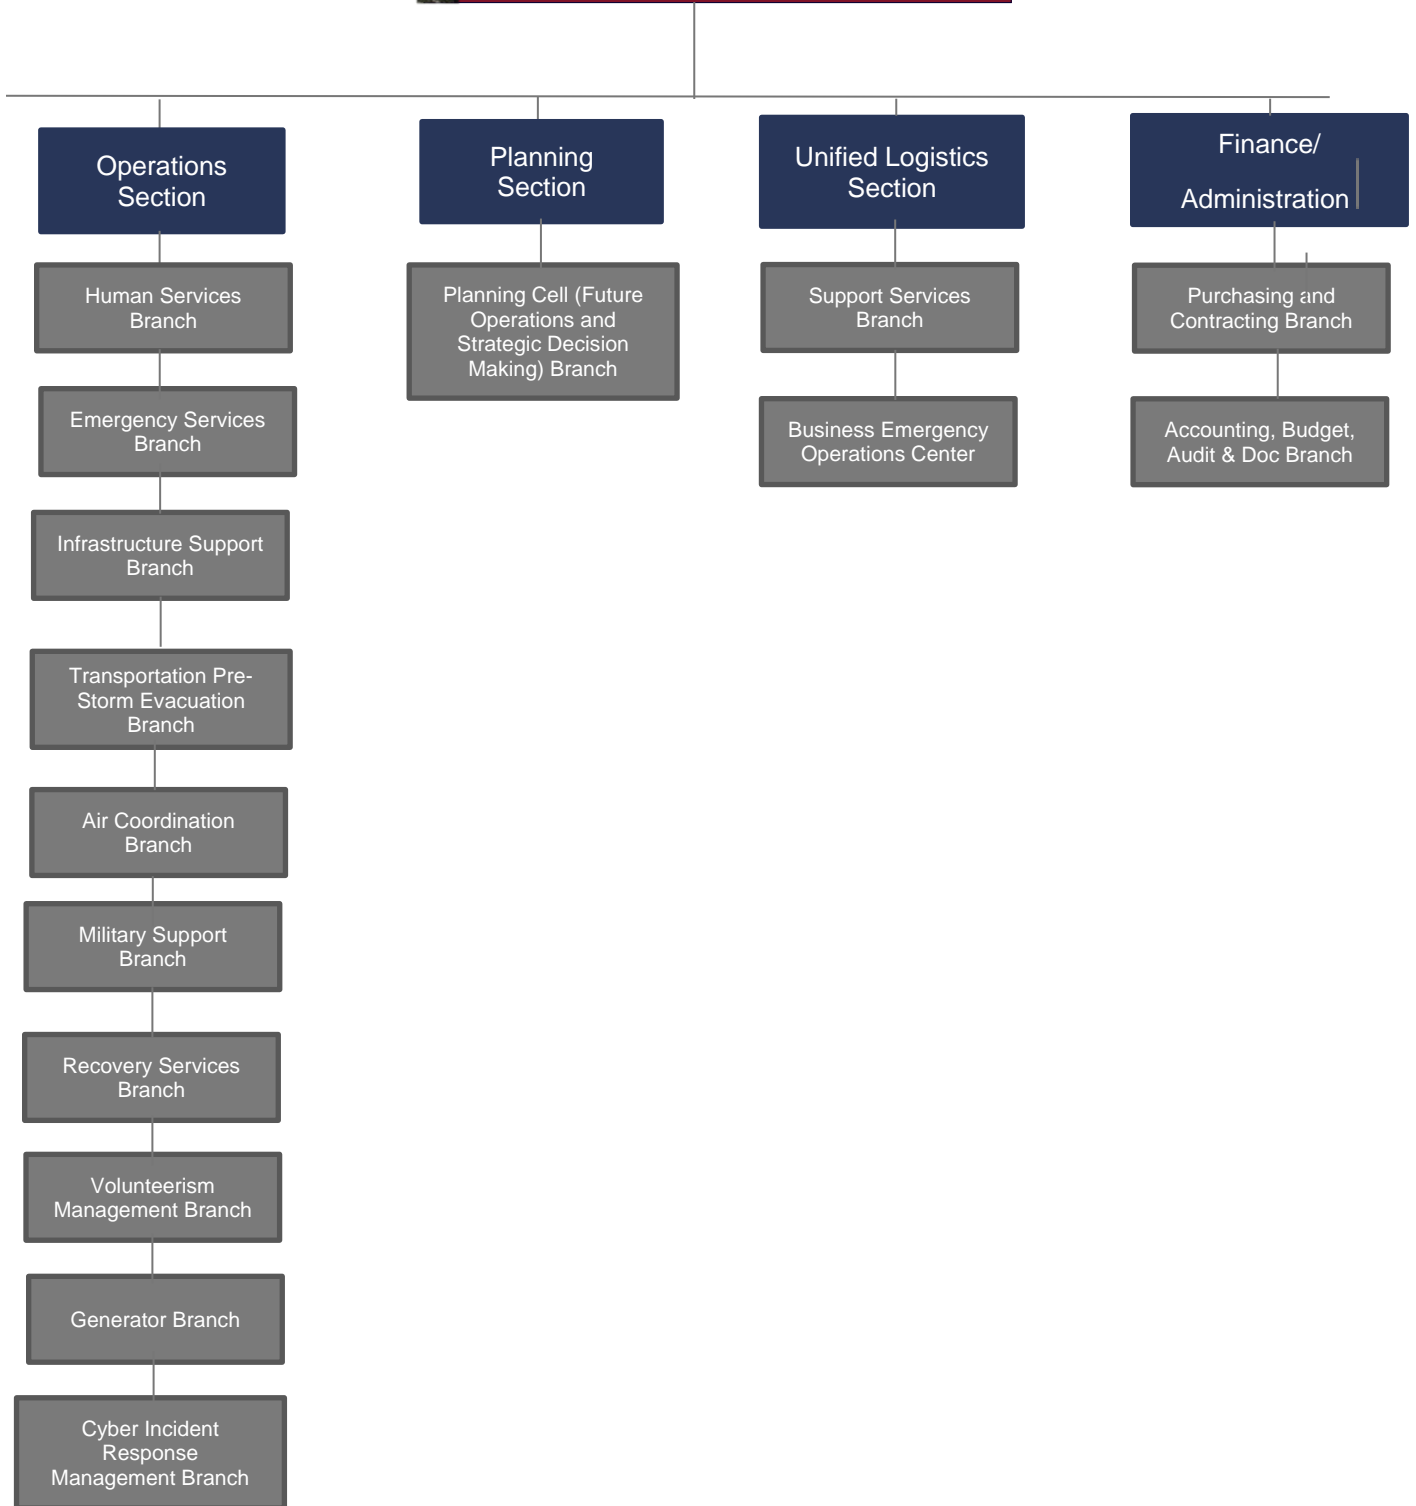 Operations
Section
Planning
Section
Unified Logistics
Section
Finance/
Administration
Human Services
Branch
Planning Cell (Future
Operations and
Strategic Decision
Making) Branch
Support Services
Branch
Purchasing and
Contracting Branch
Emergency Services
Branch
Business Emergency
Operations Center
Accounting, Budget,
Audit & Doc Branch
Infrastructure Support
Branch
Transportation Pre-
Storm Evacuation
Branch
Air Coordination
Branch
Military Support
Branch
Recovery Services
Branch
Volunteerism
Management Branch
Generator Branch
Cyber Incident
Response
Management Branch